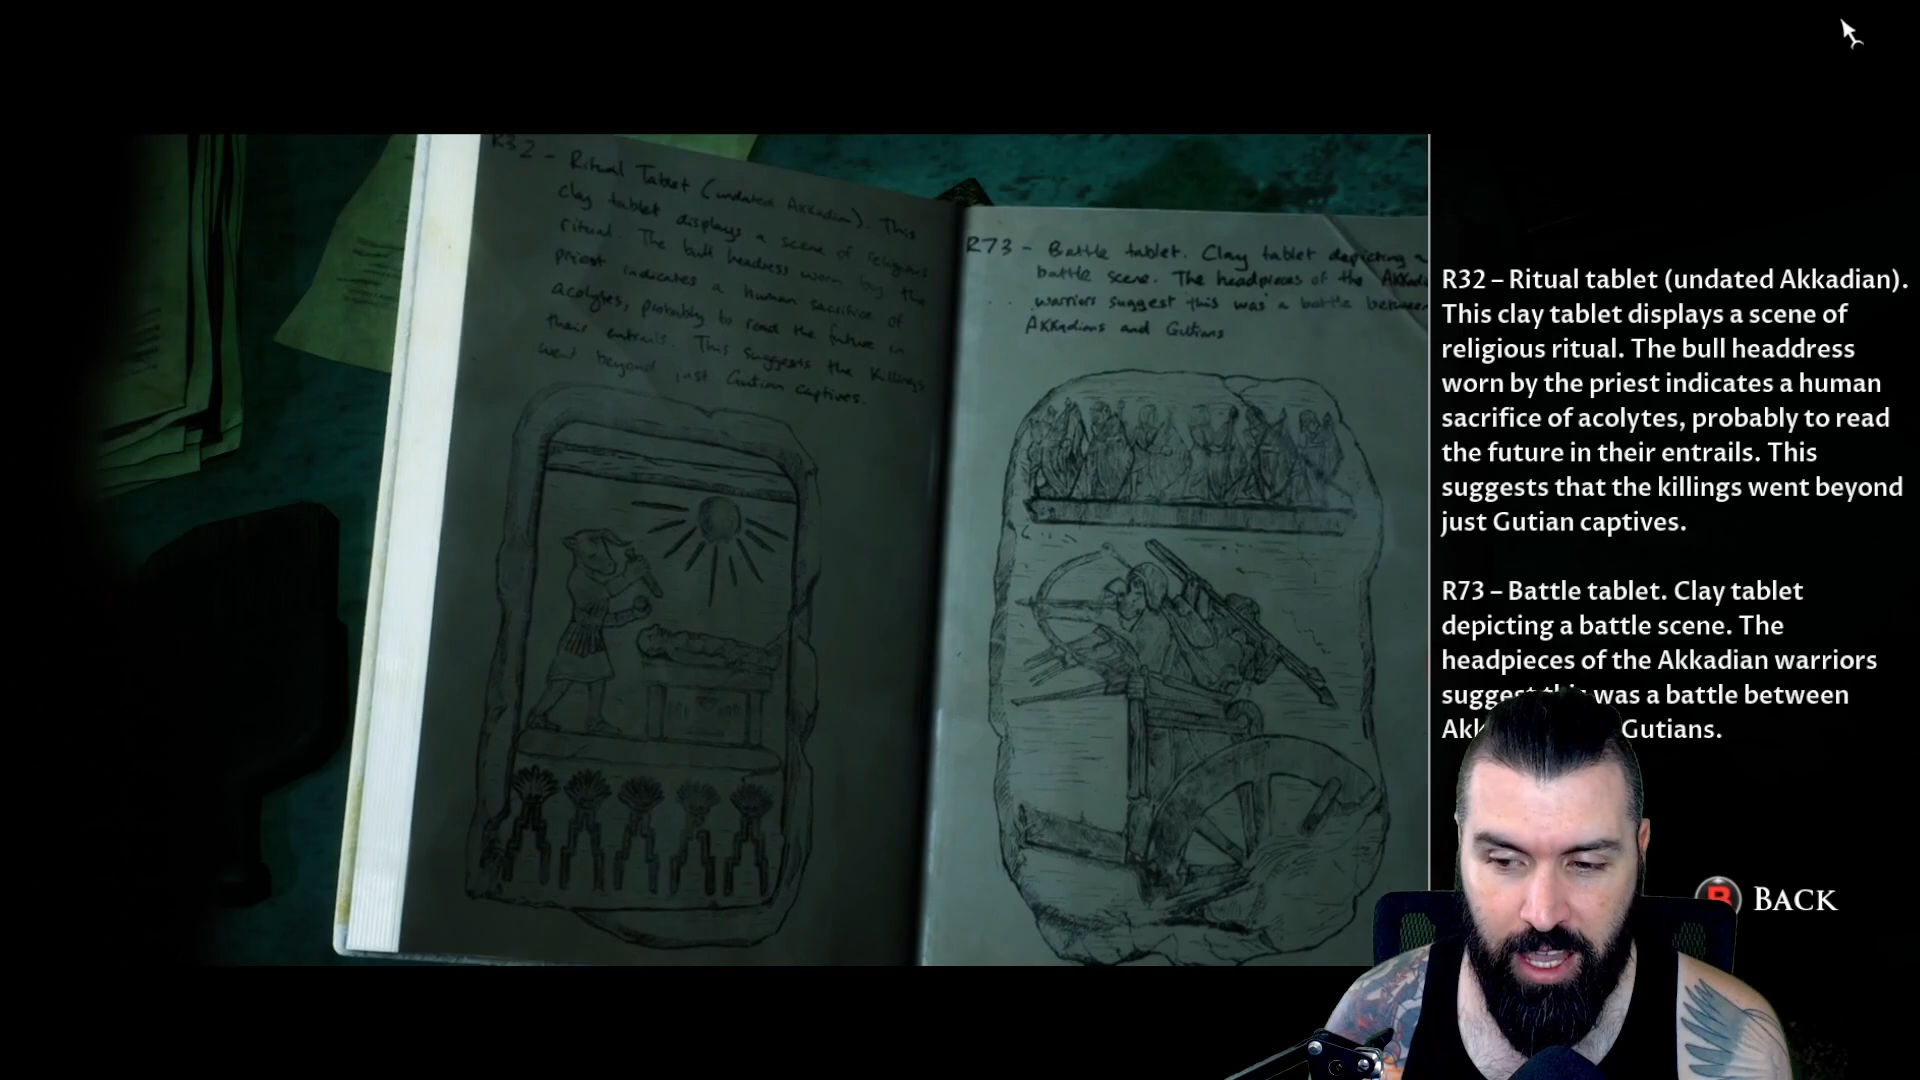 R32 - Ritual Tablet (undated Akkadian). This
clay tablet displays a scene of religious
ritual. The bull headress worn by the
priest indicates a human sacrifice of
acolytes, probably to read the future in
their entrails. This suggests the killings
went beyond just Gutian captives.
R73 - Battle tablet. Clay tablet depicting a
battle scene. The headpieces of the Akkadi
warriors suggest this was a battle between
Akkadians and Gutians
R32 – Ritual tablet (undated Akkadian).
This clay tablet displays a scene of
religious ritual. The bull headdress
worn by the priest indicates a human
sacrifice of acolytes, probably to read
the future in their entrails. This
suggests that the killings went beyond
just Gutian captives.
R73 – Battle tablet. Clay tablet
depicting a battle scene. The
headpieces of the Akkadian warriors
suggest this was a battle between
Gutians.
B BACK